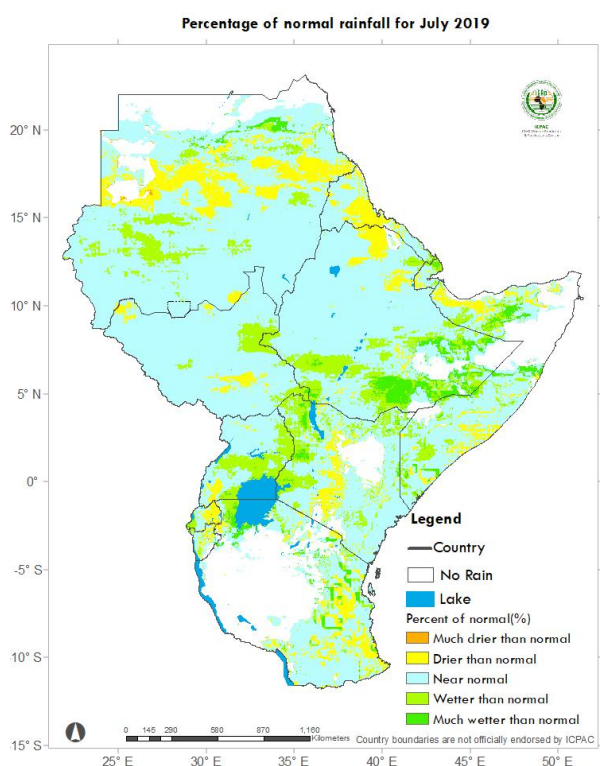 Percentage of normal rainfall for July 2019
ICPAC
20° N
15° N
10° N
5° N
0°
5° S
10° S
15° S
Legend
Country
No Rain
Lake
Percent of normal(%)
Much drier than normal
Drier than normal
Near normal
Wetter than normal
Much wetter than normal
0 145 290 580 870 1,160
Kilometers
Country boundaries are not officially endorsed by ICPAC
25° E 30° E 35° E 40° E 45° E 50° E